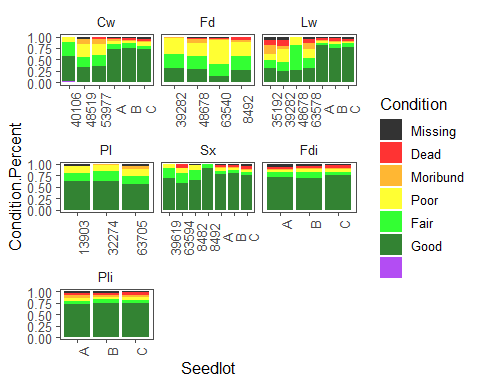 Cw
Fd
Lw
1.00
0.75
0.50
0.25
0.00
40106
48519
53977
A
B
C
39282
48678
63540
8492
35192
39282
48678
63578
A
B
C
Pl
Sx
Fdi
1.00
0.75
0.50
0.25
0.00
13903
32274
63705
39619
63594
8482
8492
A
B
C
A
B
C
Pli
1.00
0.75
0.50
0.25
0.00
A
B
C
Condition.Percent
Seedlot
Condition
Missing
Dead
Moribund
Poor
Fair
Good